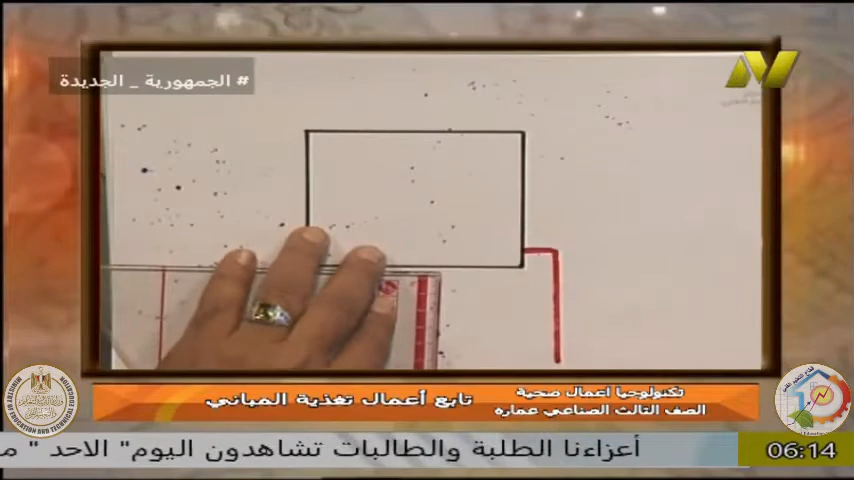 # الجمهورية _ الجديدة
تكنولوجيا اعمال صحية
الصف الثالث الصناعي عماره
تابع أعمال تغذية المباني
أعزاءنا الطلبة والطالبات تشاهدون اليوم" الاحد " م
06:14